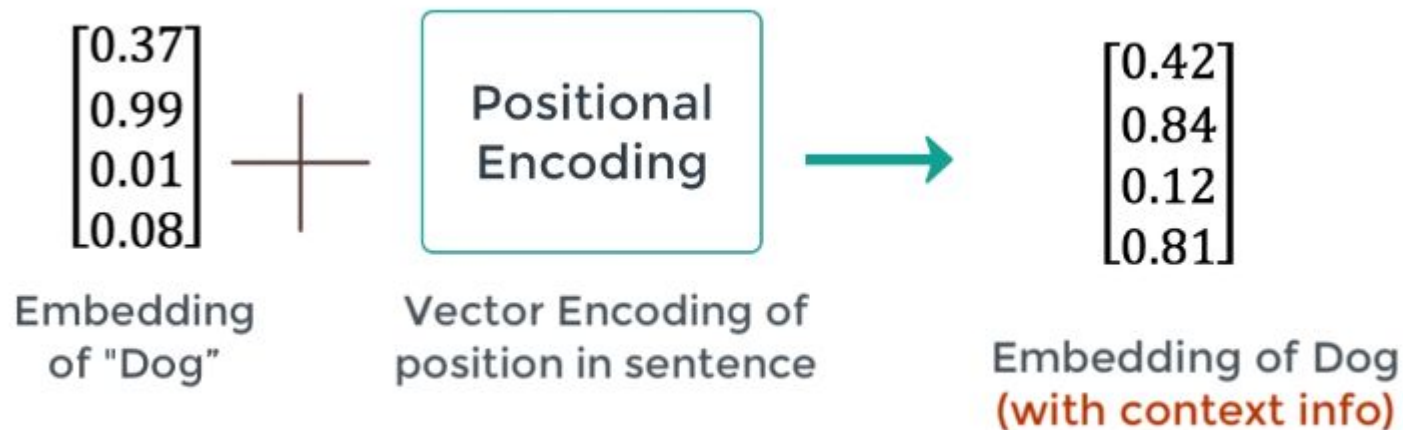 [0.37]
[0.99]
[0.01]
[0.08]
+
Positional
Encoding
[0.42]
[0.84]
[0.12]
[0.81]
Embedding
of "Dog”
Vector Encoding of
position in sentence
Embedding of Dog
(with context info)